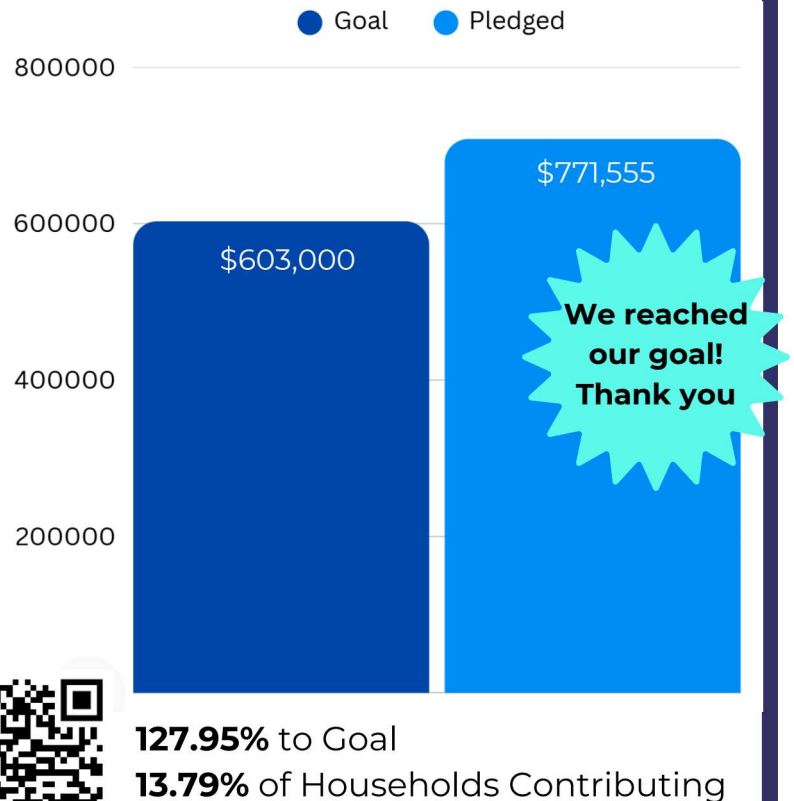 Goal Pledged
800000
$771,555
600000
$603,000
We reached
our goal!
400000
Thank you
200000
127.95% to Goal
13.79% of Households Contributing